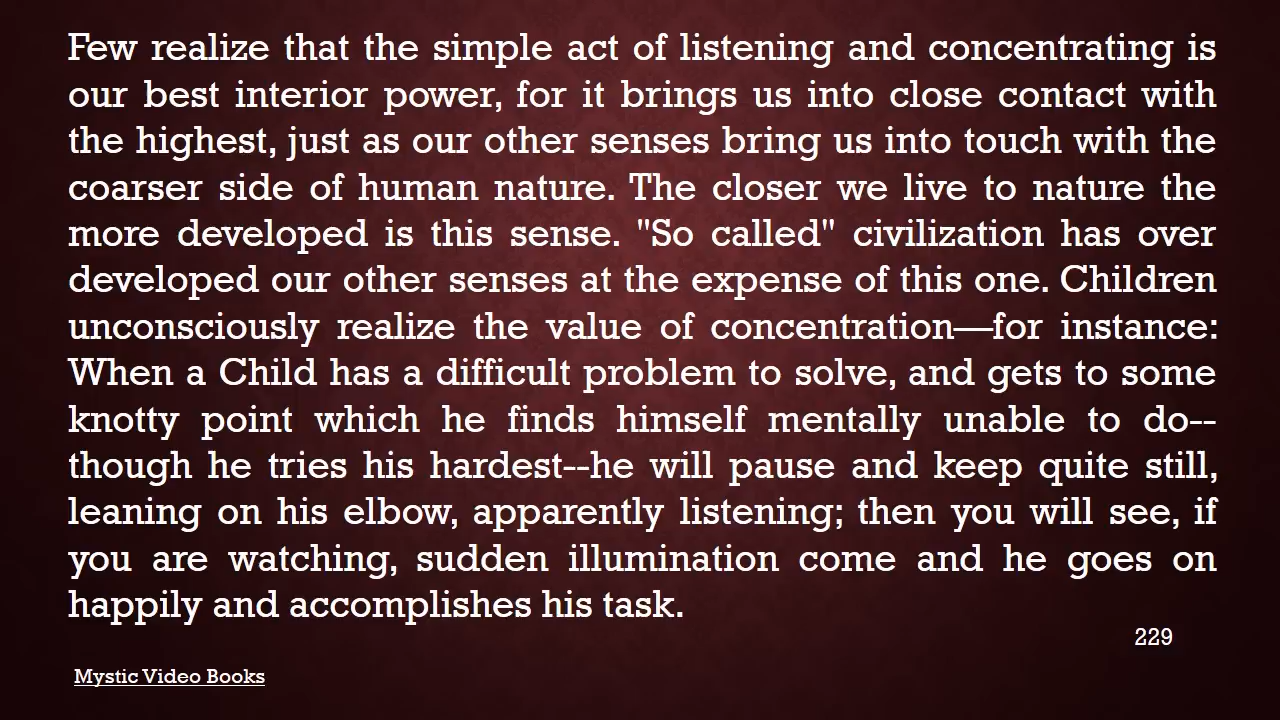 Few realize that the simple act of listening and concentrating is
our best interior power, for it brings us into close contact with
the highest, just as our other senses bring us into touch with the
coarser side of human nature. The closer we live to nature the
more developed is this sense. "So called" civilization has over
developed our other senses at the expense of this one. Children
unconsciously realize the value of concentration—for instance:
When a Child has a difficult problem to solve, and gets to some
knotty point which he finds himself mentally unable to do--
though he tries his hardest--he will pause and keep quite still,
leaning on his elbow, apparently listening; then you will see, if
you are watching, sudden illumination come and he goes on
happily and accomplishes his task.
229
Mystic Video Books